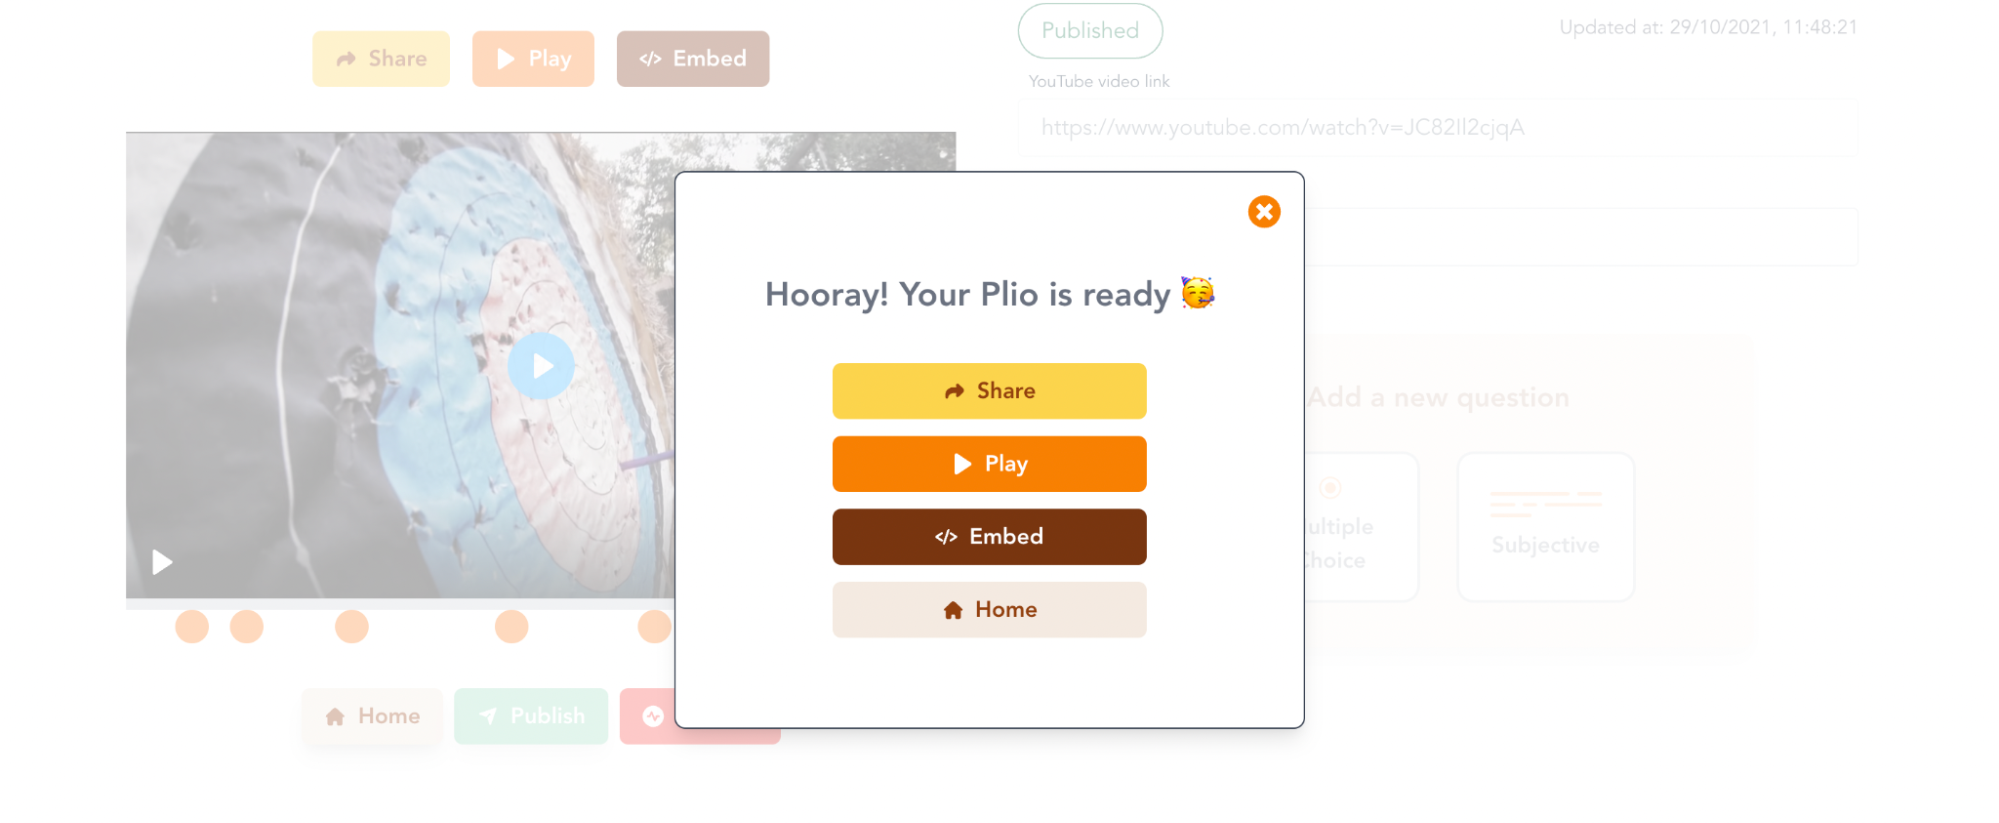 Share
Play
</> Embed
Published
Updated at: 29/10/2021, 11:48:21
YouTube video link
https://www.youtube.com/watch?v=JC82Il2cjqA
Hooray! Your Plio is ready 🥳
Share
Play
</> Embed
Home
Add a new question
ultiple
hoice
Subjective
Home
Publish